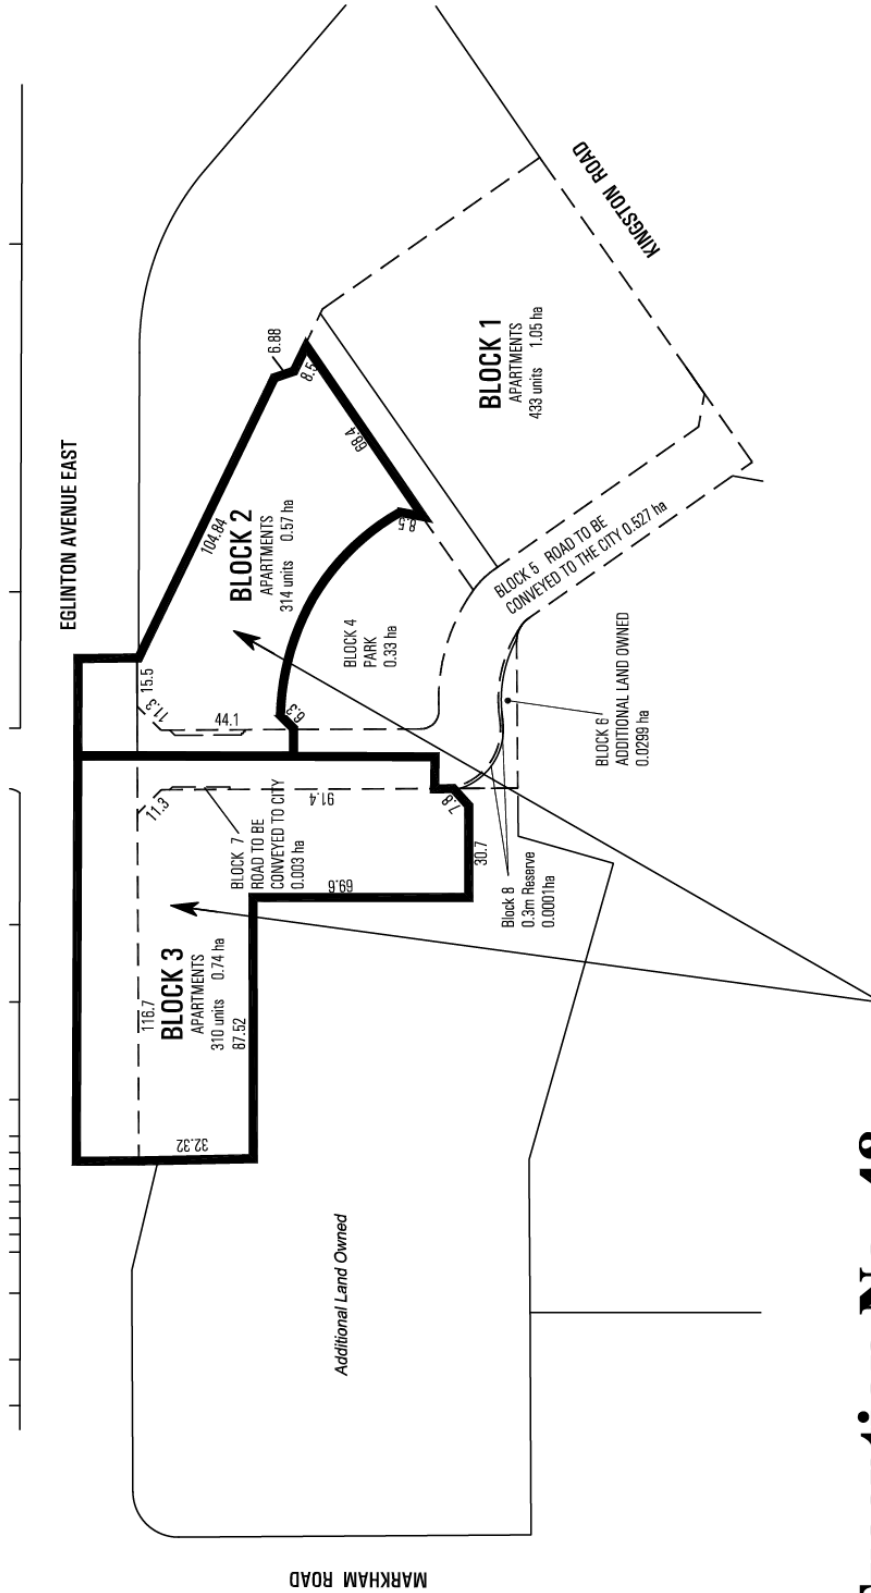 EGLINTON AVENUE EAST
KINGSTON ROAD
MARKHAM ROAD
BLOCK 1
APARTMENTS
433 units 1.05 ha
BLOCK 2
APARTMENTS
314 units 0.57 ha
104.84
6.88
8.5
68.4
8.5
15.5
11.3
44.1
6.3
BLOCK 4
PARK
0.33 ha
BLOCK 5 ROAD TO BE
CONVEYED TO THE CITY 0.527 ha
BLOCK 6
ADDITIONAL LAND OWNED
0.0299 ha
BLOCK 7
ROAD TO BE
CONVEYED TO CITY
0.003 ha
11.3
91.4
7.8
30.7
69.6
Block 8
0.3m Reserve
0.0001ha
116.7
BLOCK 3
APARTMENTS
310 units 0.74 ha
87.52
32.32
Additional Land Owned